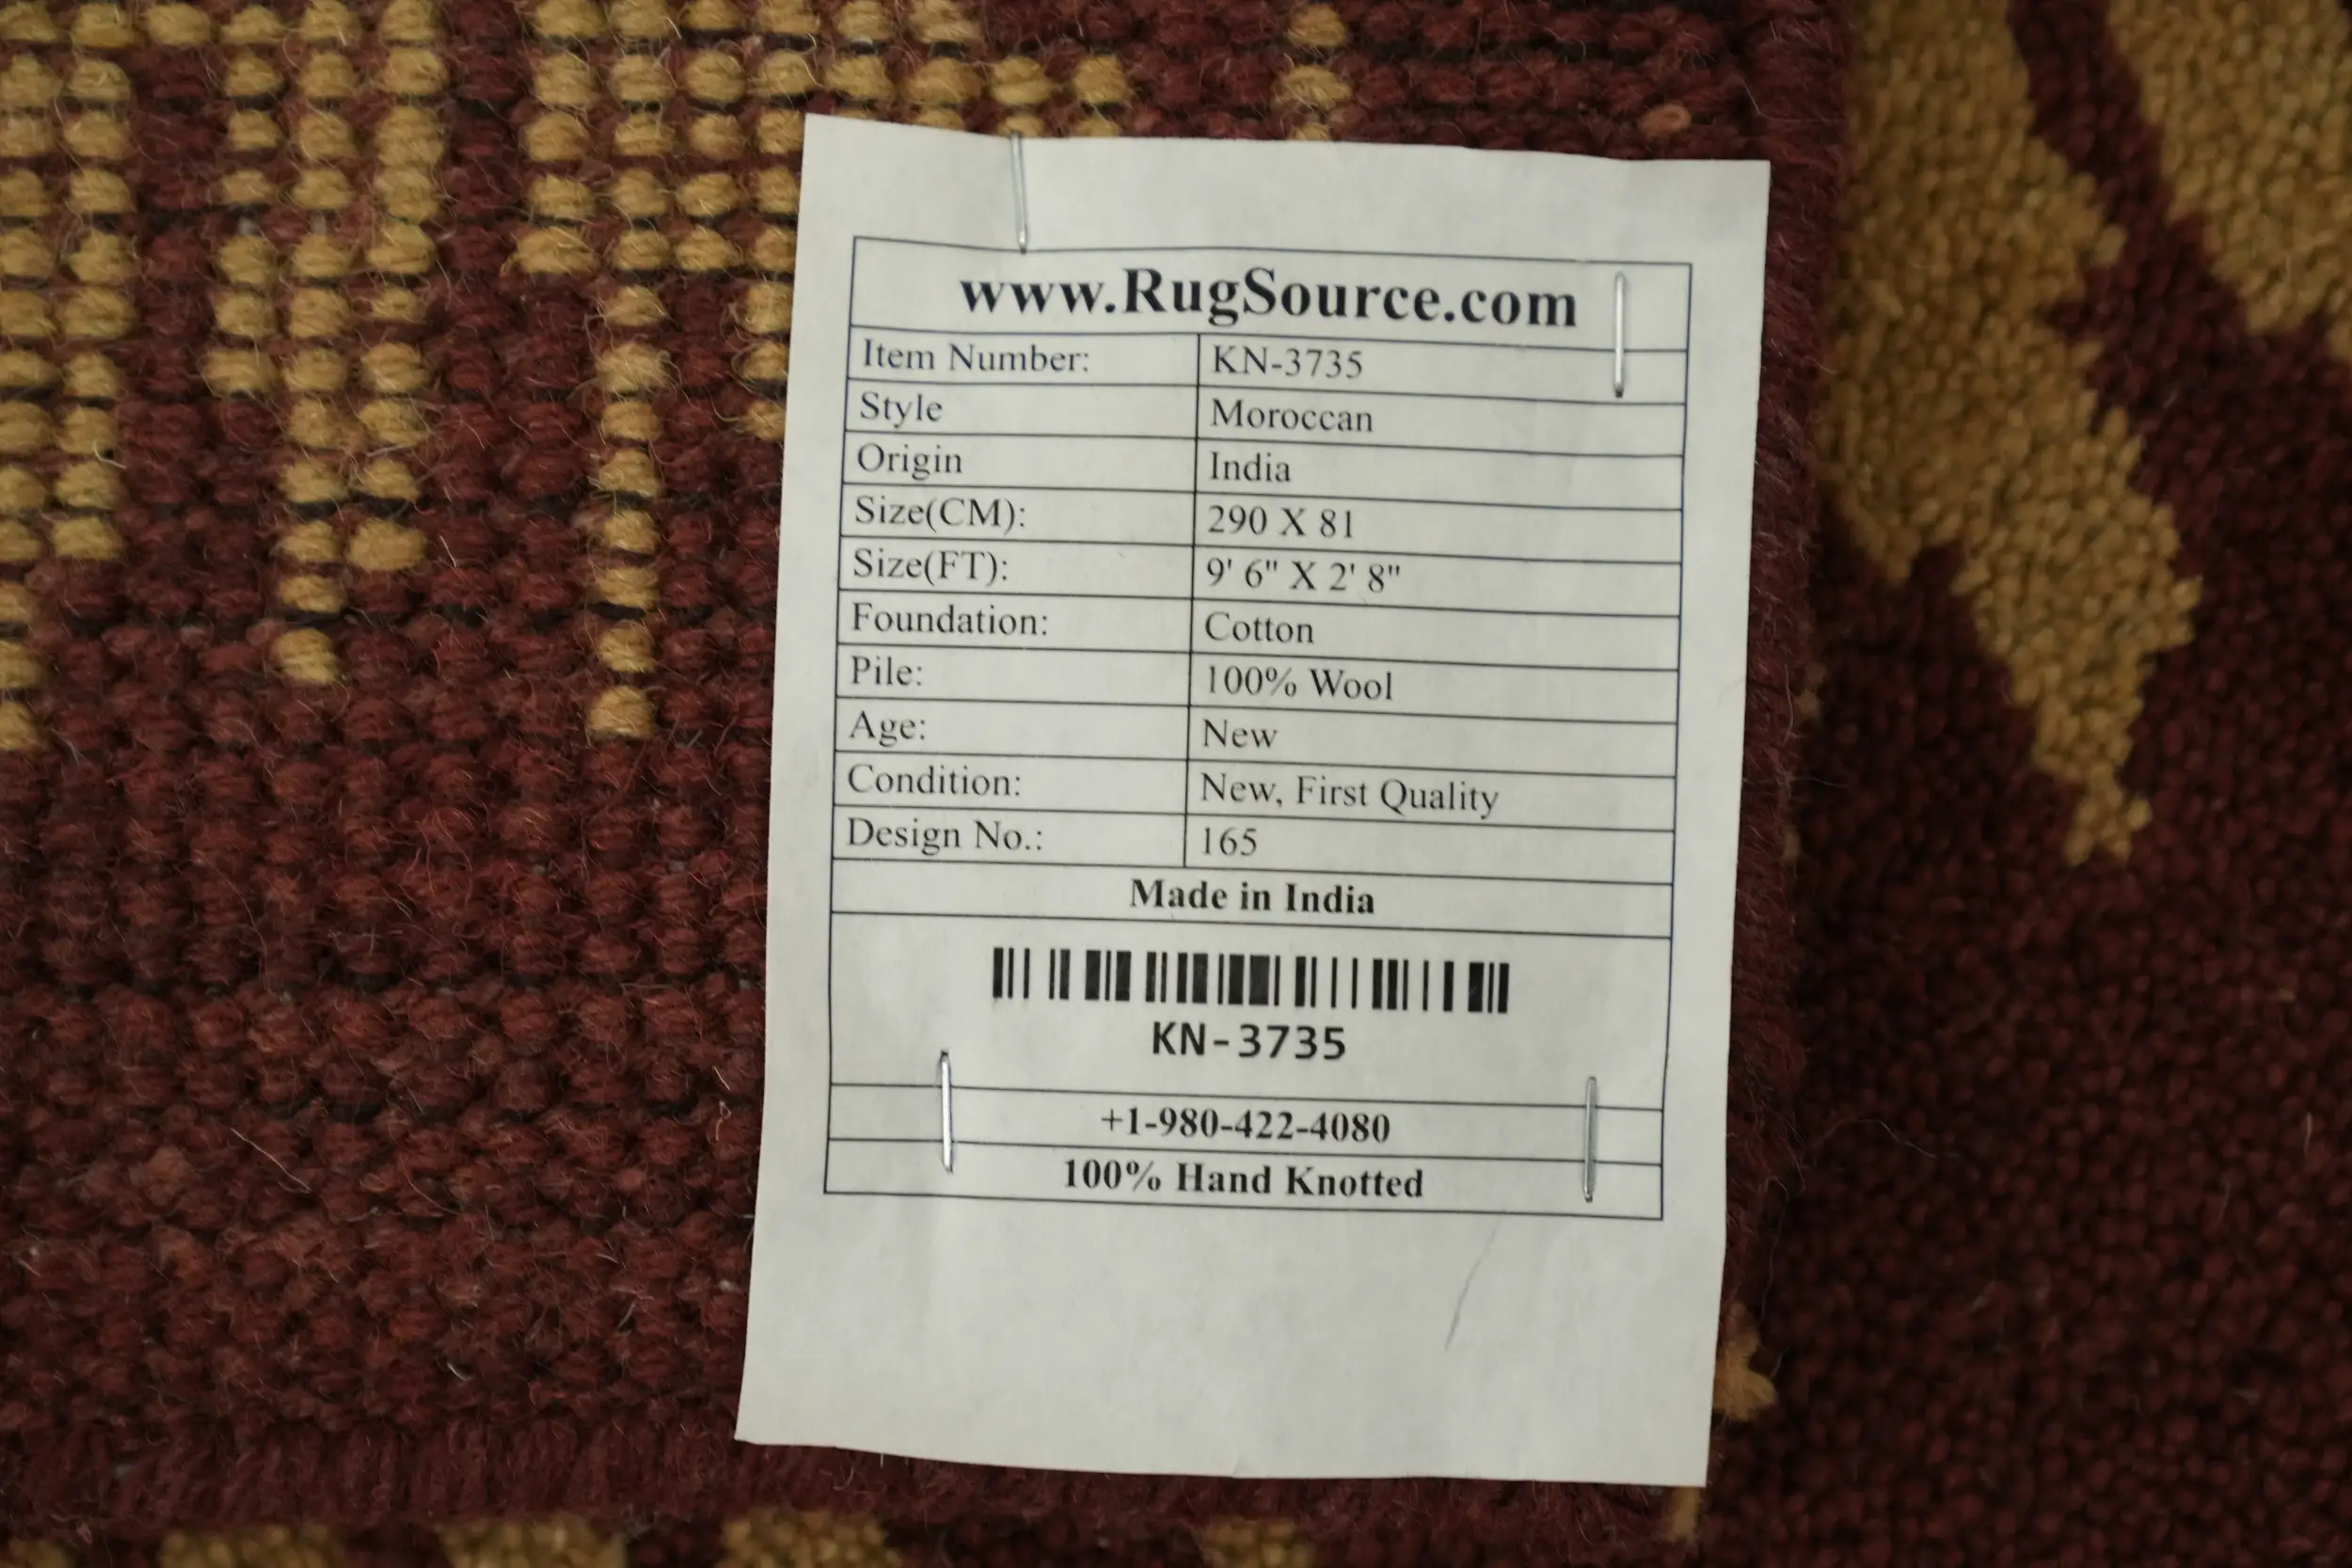 www.RugSource.com
Item Number: KN-3735
Style Moroccan
Origin India
Size(CM): 290 X 81
Size(FT): 9' 6" X 2' 8"
Foundation: Cotton
Pile: 100% Wool
Age: New
Condition: New, First Quality
Design No.: 165
Made in India
KN-3735
+1-980-422-4080
100% Hand Knotted